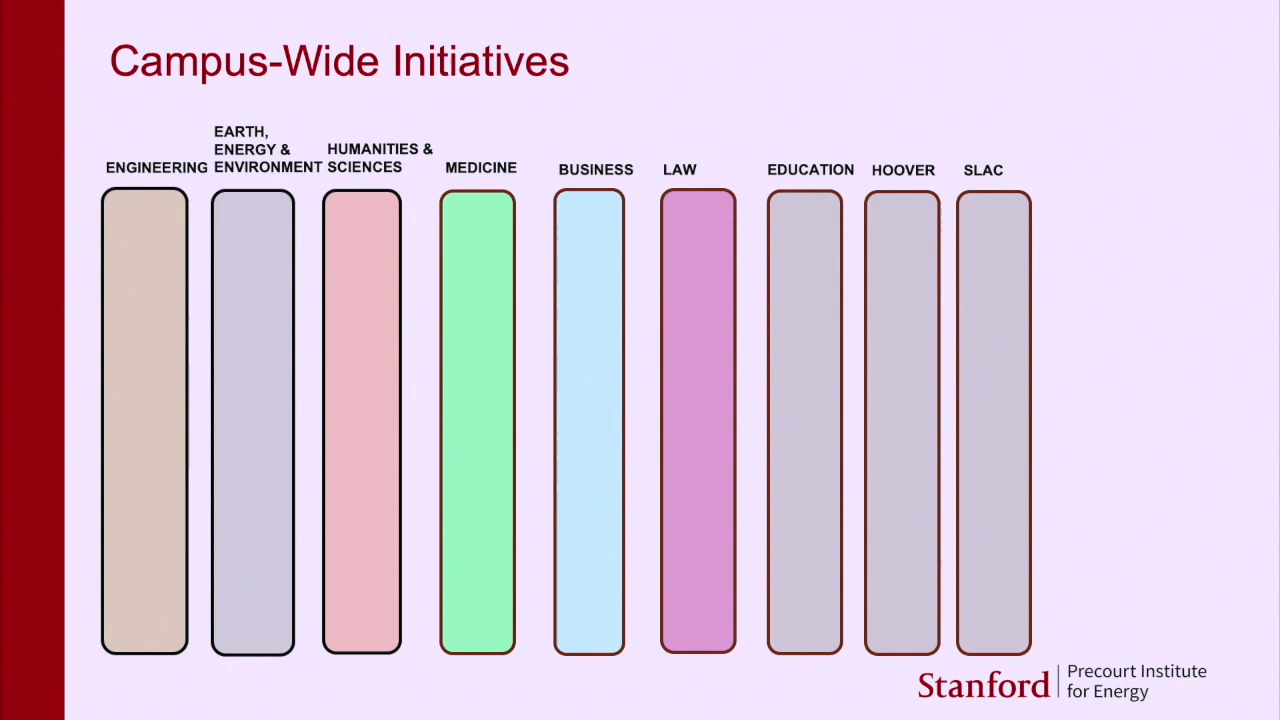 Campus-Wide Initiatives
ENGINEERING
EARTH,
ENERGY &
ENVIRONMENT
HUMANITIES &
SCIENCES
MEDICINE
BUSINESS
LAW
EDUCATION
HOOVER
SLAC
Stanford
Precourt Institute
for Energy